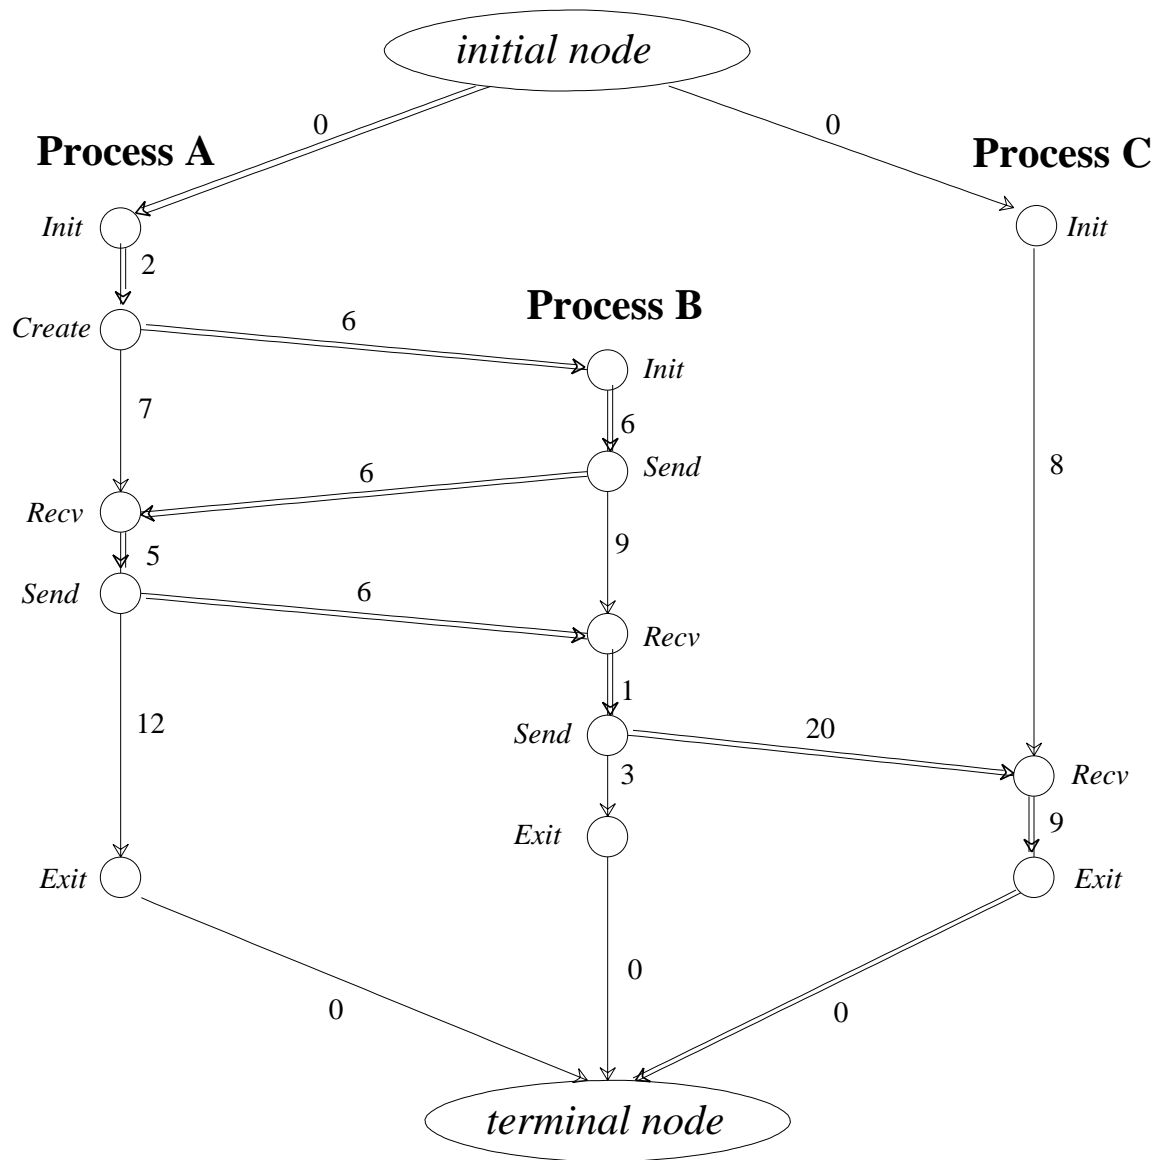 initial node
0
0
Process A
Process C
Init
Init
2
Process B
Create
6
Init
7
6
Send
6
8
Recv
9
5
Send
6
Recv
1
12
Send
20
3
Recv
9
Exit
Exit
Exit
0
0
0
terminal node